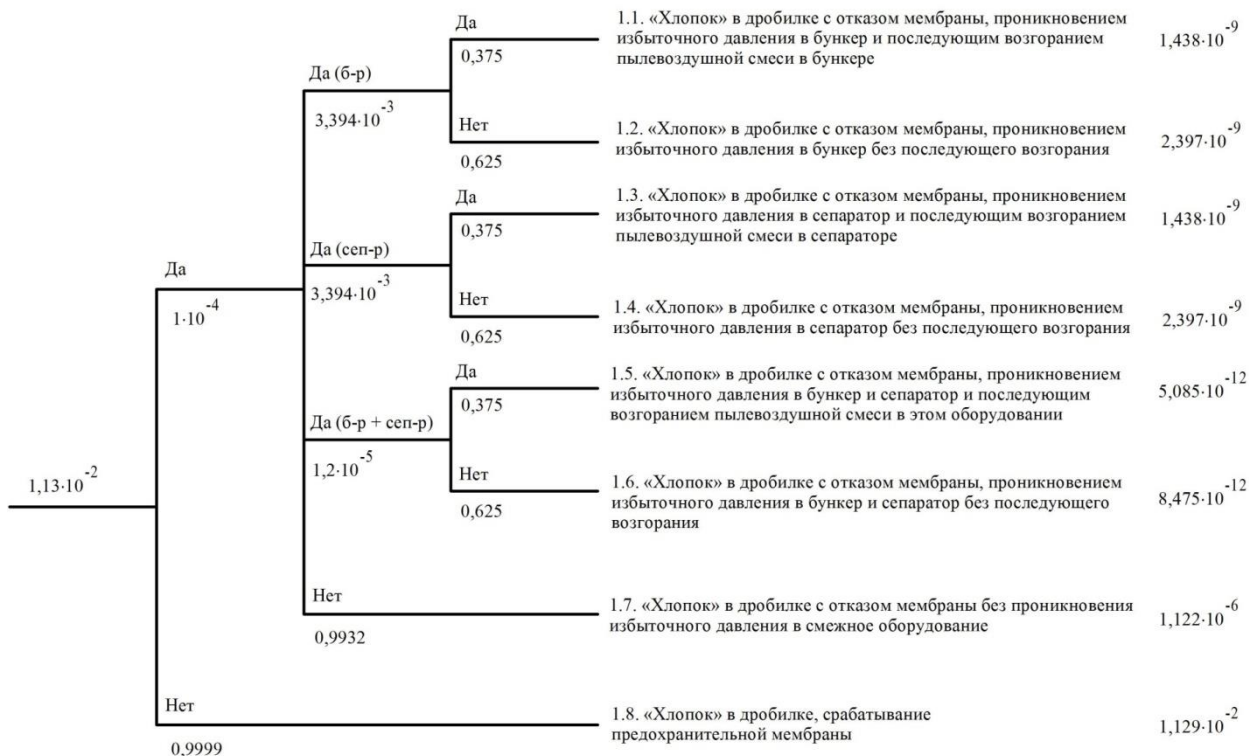 Да
0,375
1.1. «Хлопок» в дробилке с отказом мембраны, проникновением
избыточного давления в бункер и последующим возгоранием
пылевоздушной смеси в бункере
1,438·10⁻⁹
Да (б-р)
3,394·10⁻³
Нет
0,625
1.2. «Хлопок» в дробилке с отказом мембраны, проникновением
избыточного давления в бункер без последующего возгорания
2,397·10⁻⁹
Да
0,375
1.3. «Хлопок» в дробилке с отказом мембраны, проникновением
избыточного давления в сепаратор и последующим возгоранием
пылевоздушной смеси в сепараторе
1,438·10⁻⁹
Да
1·10⁻⁴
Да (сеп-р)
3,394·10⁻³
Нет
0,625
1.4. «Хлопок» в дробилке с отказом мембраны, проникновением
избыточного давления в сепаратор без последующего возгорания
2,397·10⁻⁹
Да
0,375
1.5. «Хлопок» в дробилке с отказом мембраны, проникновением
избыточного давления в бункер и сепаратор и последующим
возгоранием пылевоздушной смеси в этом оборудовании
5,085·10⁻¹²
Да (б-р + сеп-р)
1,2·10⁻⁵
Нет
0,625
1.6. «Хлопок» в дробилке с отказом мембраны, проникновением
избыточного давления в бункер и сепаратор без последующего
возгорания
8,475·10⁻¹²
1,13·10⁻²
Нет
0,9932
1.7. «Хлопок» в дробилке с отказом мембраны без проникновения
избыточного давления в смежное оборудование
1,122·10⁻⁶
Нет
0,9999
1.8. «Хлопок» в дробилке, срабатывание
предохранительной мембраны
1,129·10⁻²